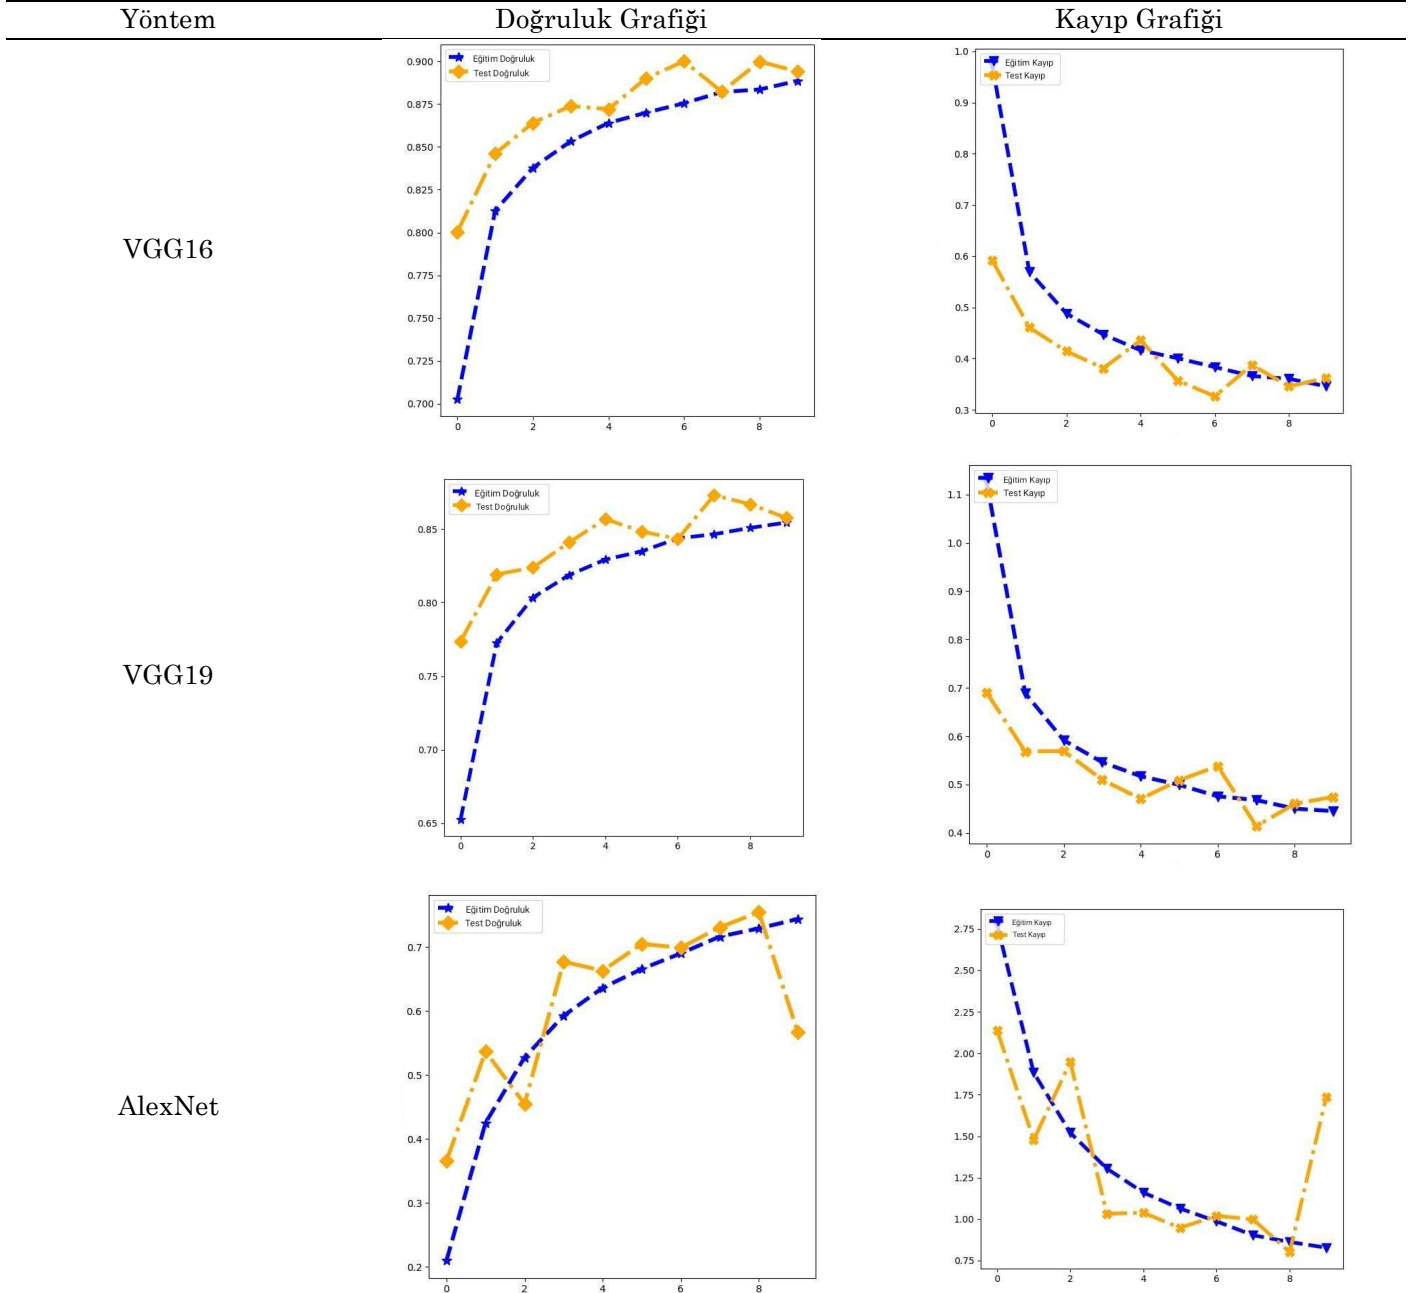 Yöntem Doğruluk Grafiği Kayıp Grafiği
VGG16
Eğitim Doğruluk
Test Doğruluk
0.900
0.875
0.850
0.825
0.800
0.775
0.750
0.725
0.700
0 2 4 6 8
Eğitim Kayıp
Test Kayıp
1.0
0.9
0.8
0.7
0.6
0.5
0.4
0.3
0 2 4 6 8
VGG19
Eğitim Doğruluk
Test Doğruluk
0.85
0.80
0.75
0.70
0.65
0 2 4 6 8
Eğitim Kayıp
Test Kayıp
1.1
1.0
0.9
0.8
0.7
0.6
0.5
0.4
0 2 4 6 8
AlexNet
Eğitim Doğruluk
Test Doğruluk
0.7
0.6
0.5
0.4
0.3
0.2
0 2 4 6 8
Eğitim Kayıp
Test Kayıp
2.75
2.50
2.25
2.00
1.75
1.50
1.25
1.00
0.75
0 2 4 6 8